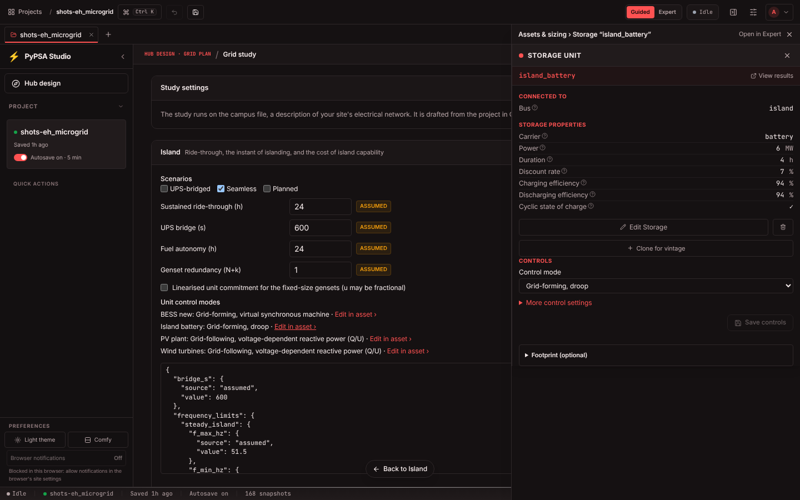 Projects / shots-eh_microgrid ⌘ Ctrl K
Guided Expert • Idle A
shots-eh_microgrid × +
PyPSA Studio
Hub design
PROJECT
shots-eh_microgrid
Saved 1h ago
Autosave on · 5 min
QUICK ACTIONS
PREFERENCES
Light theme Comfy
Browser notifications Off
Blocked in this browser: allow notifications in the
browser's site settings
HUB DESIGN · GRID PLAN / Grid study
Study settings
The study runs on the campus file, a description of your site's electrical network. It is drafted from the project in
Island Ride-through, the instant of islanding, and the cost of island capability
Scenarios
UPS-bridged Seamless Planned
Sustained ride-through (h) 24 ASSUMED
UPS bridge (s) 600 ASSUMED
Fuel autonomy (h) 24 ASSUMED
Genset redundancy (N+k) 1 ASSUMED
Linearised unit commitment for the fixed-size gensets (u may be fractional)
Unit control modes
BESS new: Grid-forming, virtual synchronous machine · Edit in asset ›
Island battery: Grid-forming, droop · Edit in asset ›
PV plant: Grid-following, voltage-dependent reactive power (Q/U) · Edit in asset ›
Wind turbines: Grid-following, voltage-dependent reactive power (Q/U) · Edit in asset ›
{
"bridge_s": {
"source": "assumed",
"value": 600
},
"frequency_limits": {
"steady_island": {
"f_max_hz": {
"source": "assumed",
"value": 51.5
},
"f_min_hz": {
← Back to Island
Assets & sizing › Storage "island_battery" Open in Expert ×
STORAGE UNIT ×
island_battery View results
CONNECTED TO
Bus ? island
STORAGE PROPERTIES
Carrier ? battery
Power ? 6 MW
Duration ? 4 h
Discount rate ? 7 %
Charging efficiency ? 94 %
Discharging efficiency ? 94 %
Cyclic state of charge ? ✓
Edit Storage
+ Clone for vintage
CONTROLS
Control mode
Grid-forming, droop
▸ More control settings
Save controls
▸ Footprint (optional)
• Idle • shots-eh_microgrid Saved 1h ago Autosave on · 168 snapshots